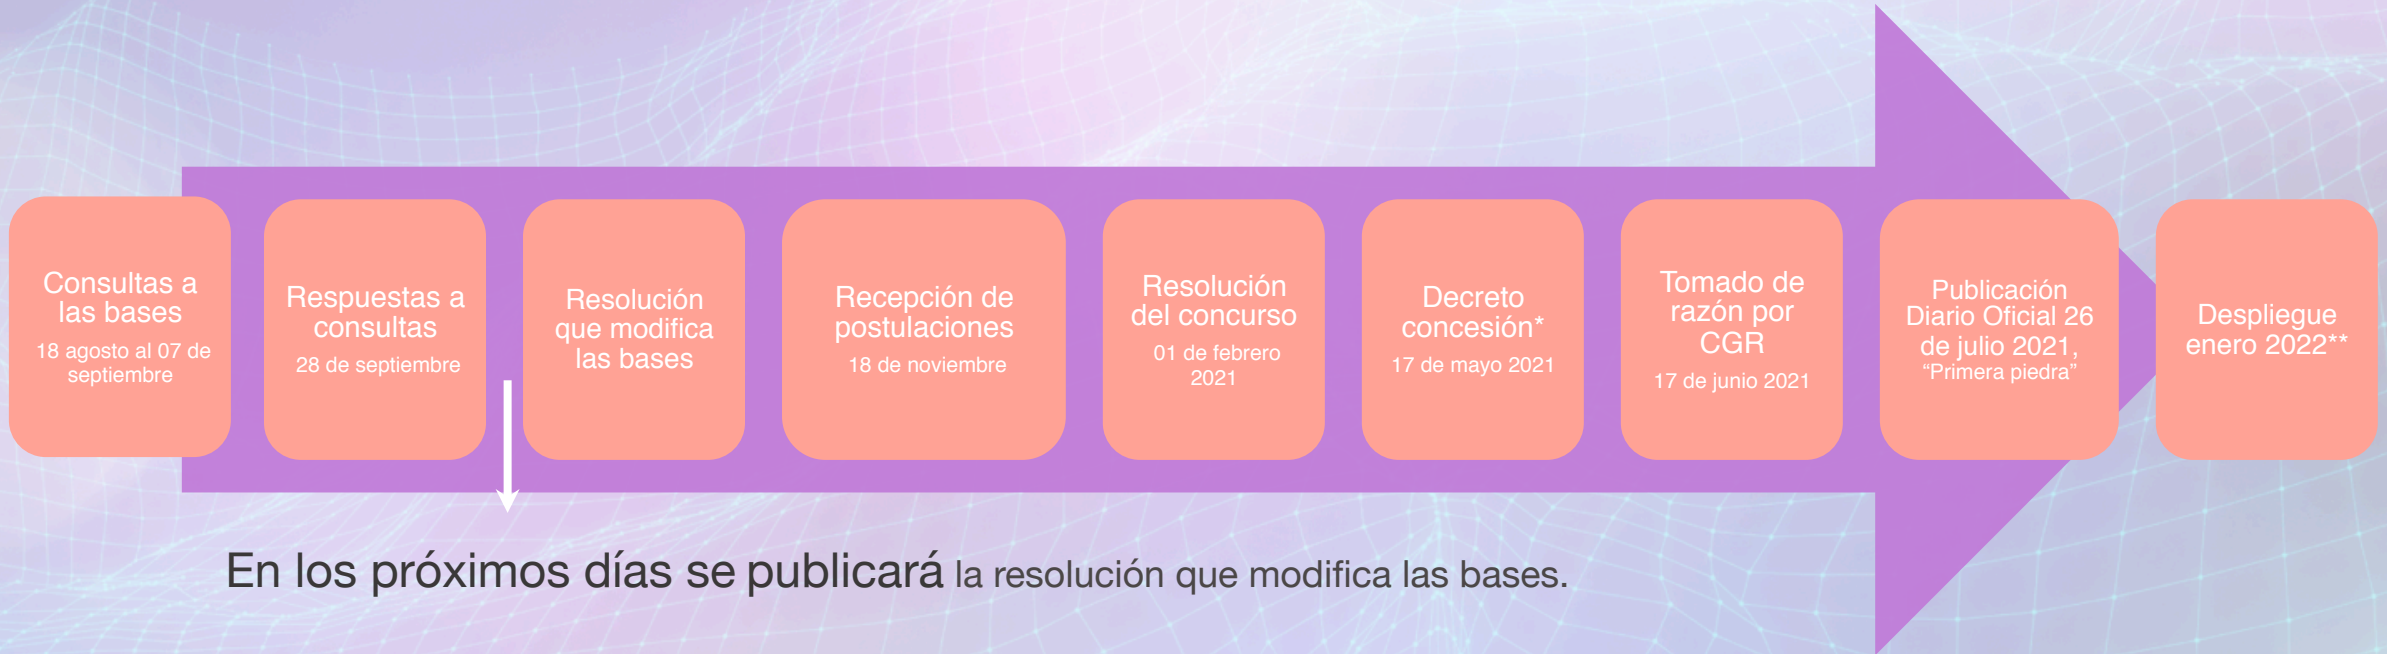 Consultas a
las bases
18 agosto al 07 de
septiembre
Respuestas a
consultas
28 de septiembre
Resolución
que modifica
las bases
Recepción de
postulaciones
18 de noviembre
Resolución
del concurso
01 de febrero
2021
Decreto
concesión*
17 de mayo 2021
Tomado de
razón por
CGR
17 de junio 2021
Publicación
Diario Oficial 26
de julio 2021,
“Primera piedra”
Despliegue
enero 2022**
En los próximos días se publicará la resolución que modifica las bases.